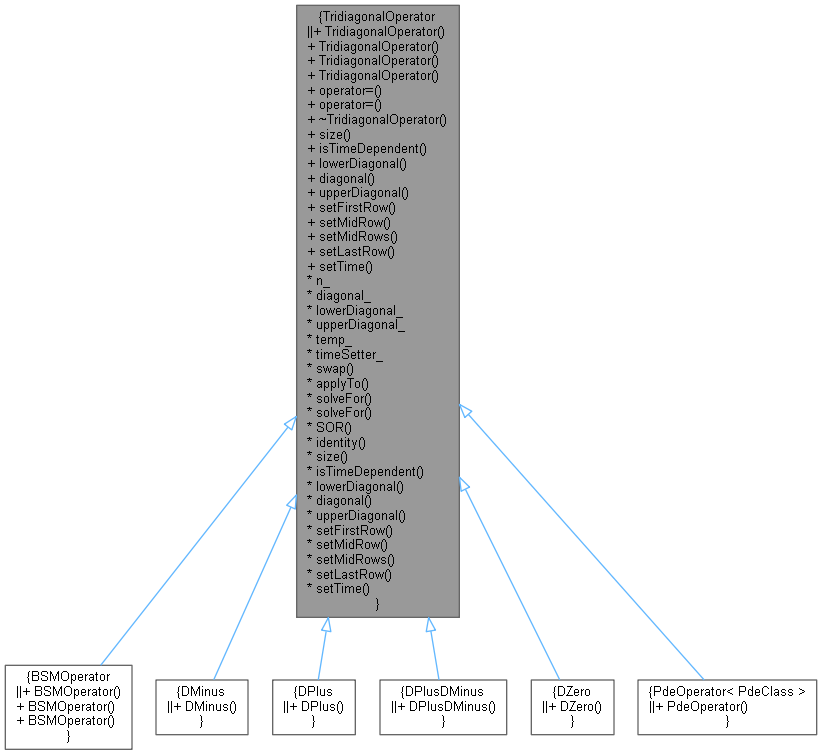 {TridiagonalOperator
||+ TridiagonalOperator()
+ TridiagonalOperator()
+ TridiagonalOperator()
+ TridiagonalOperator()
+ operator=()
+ operator=()
+ ~TridiagonalOperator()
+ size()
+ isTimeDependent()
+ lowerDiagonal()
+ diagonal()
+ upperDiagonal()
+ setFirstRow()
+ setMidRow()
+ setMidRows()
+ setLastRow()
+ setTime()
* n_
* diagonal_
* lowerDiagonal_
* upperDiagonal_
* temp_
* timeSetter_
* swap()
* applyTo()
* solveFor()
* solveFor()
* SOR()
* identity()
* size()
* isTimeDependent()
* lowerDiagonal()
* diagonal()
* upperDiagonal()
* setFirstRow()
* setMidRow()
* setMidRows()
* setLastRow()
* setTime()
}
{BSMOperator
||+ BSMOperator()
+ BSMOperator()
+ BSMOperator()
}
{DMinus
||+ DMinus()
}
{DPlus
||+ DPlus()
}
{DPlusDMinus
||+ DPlusDMinus()
}
{DZero
||+ DZero()
}
{PdeOperator< PdeClass >
||+ PdeOperator()
}